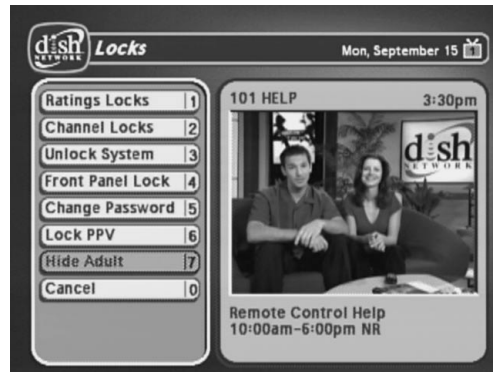 dish
NETWORK
Locks
Mon, September 15
1
Ratings Locks 1
Channel Locks 2
Unlock System 3
Front Panel Lock 4
Change Password 5
Lock PPV 6
Hide Adult 7
Cancel 0
101 HELP 3:30pm
dish
NETWORK
Remote Control Help
10:00am-6:00pm NR